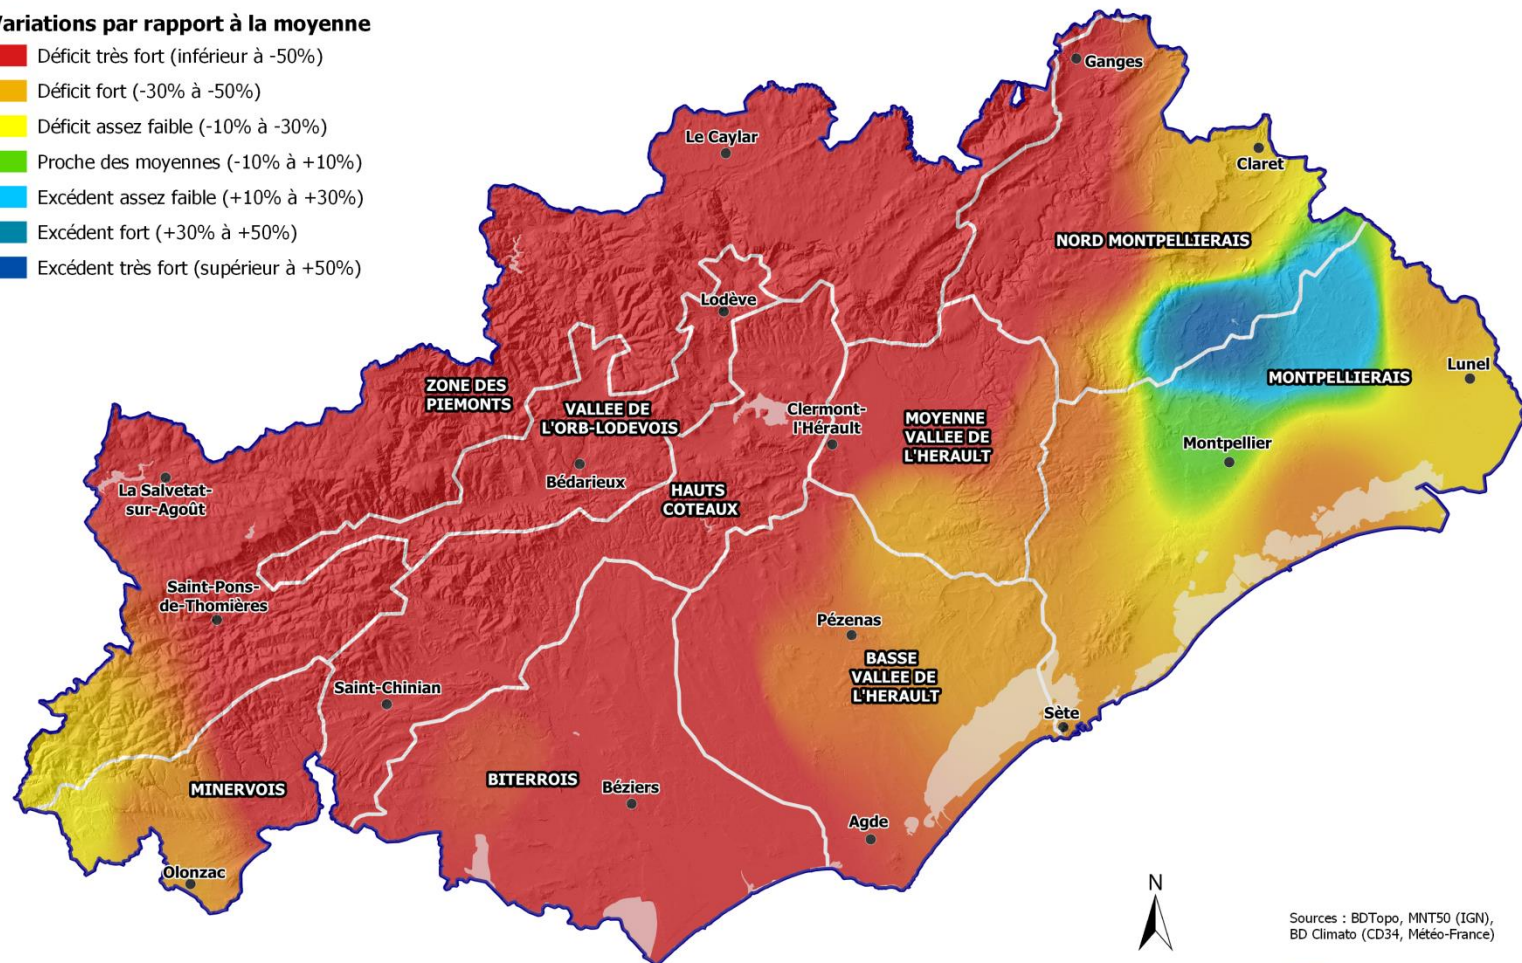 Variations par rapport à la moyenne
Déficit très fort (inférieur à -50%)
Déficit fort (-30% à -50%)
Déficit assez faible (-10% à -30%)
Proche des moyennes (-10% à +10%)
Excédent assez faible (+10% à +30%)
Excédent fort (+30% à +50%)
Excédent très fort (supérieur à +50%)
Ganges
Le Caylar
Claret
NORD MONTPELLIERAIS
Lodève
Lunel
MONTPELLIERAIS
ZONE DES
PIEMONTS
VALLEE DE
L'ORB-LODEVOIS
Clermont-
l'Hérault
MOYENNE
VALLEE DE
L'HERAULT
Montpellier
La Salvetat-
sur-Agoût
Bédarieux
HAUTS
COTEAUX
Saint-Pons-
de-Thomières
Pézenas
BASSE
VALLEE DE
L'HERAULT
Saint-Chinian
Sète
MINERVOIS
BITERROIS
Béziers
Agde
Olonzac
N
Sources : BDTopo, MNT50 (IGN),
BD Climato (CD34, Météo-France)